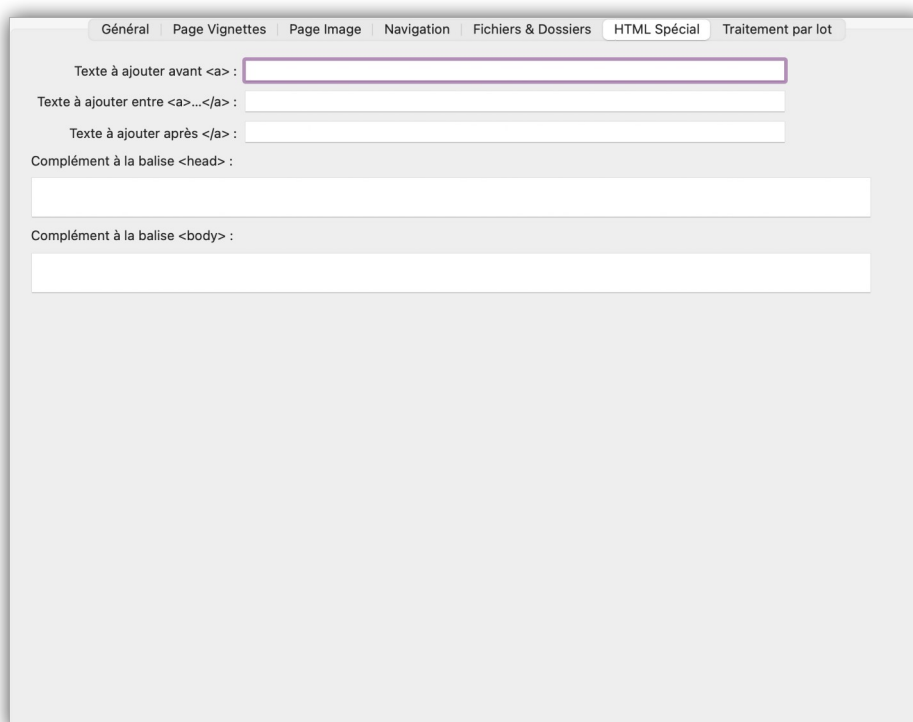 Général Page Vignettes Page Image Navigation Fichiers & Dossiers HTML Spécial Traitement par lot
Texte à ajouter avant <a> :
Texte à ajouter entre <a>...</a> :
Texte à ajouter après </a> :
Complément à la balise <head> :
Complément à la balise <body> :